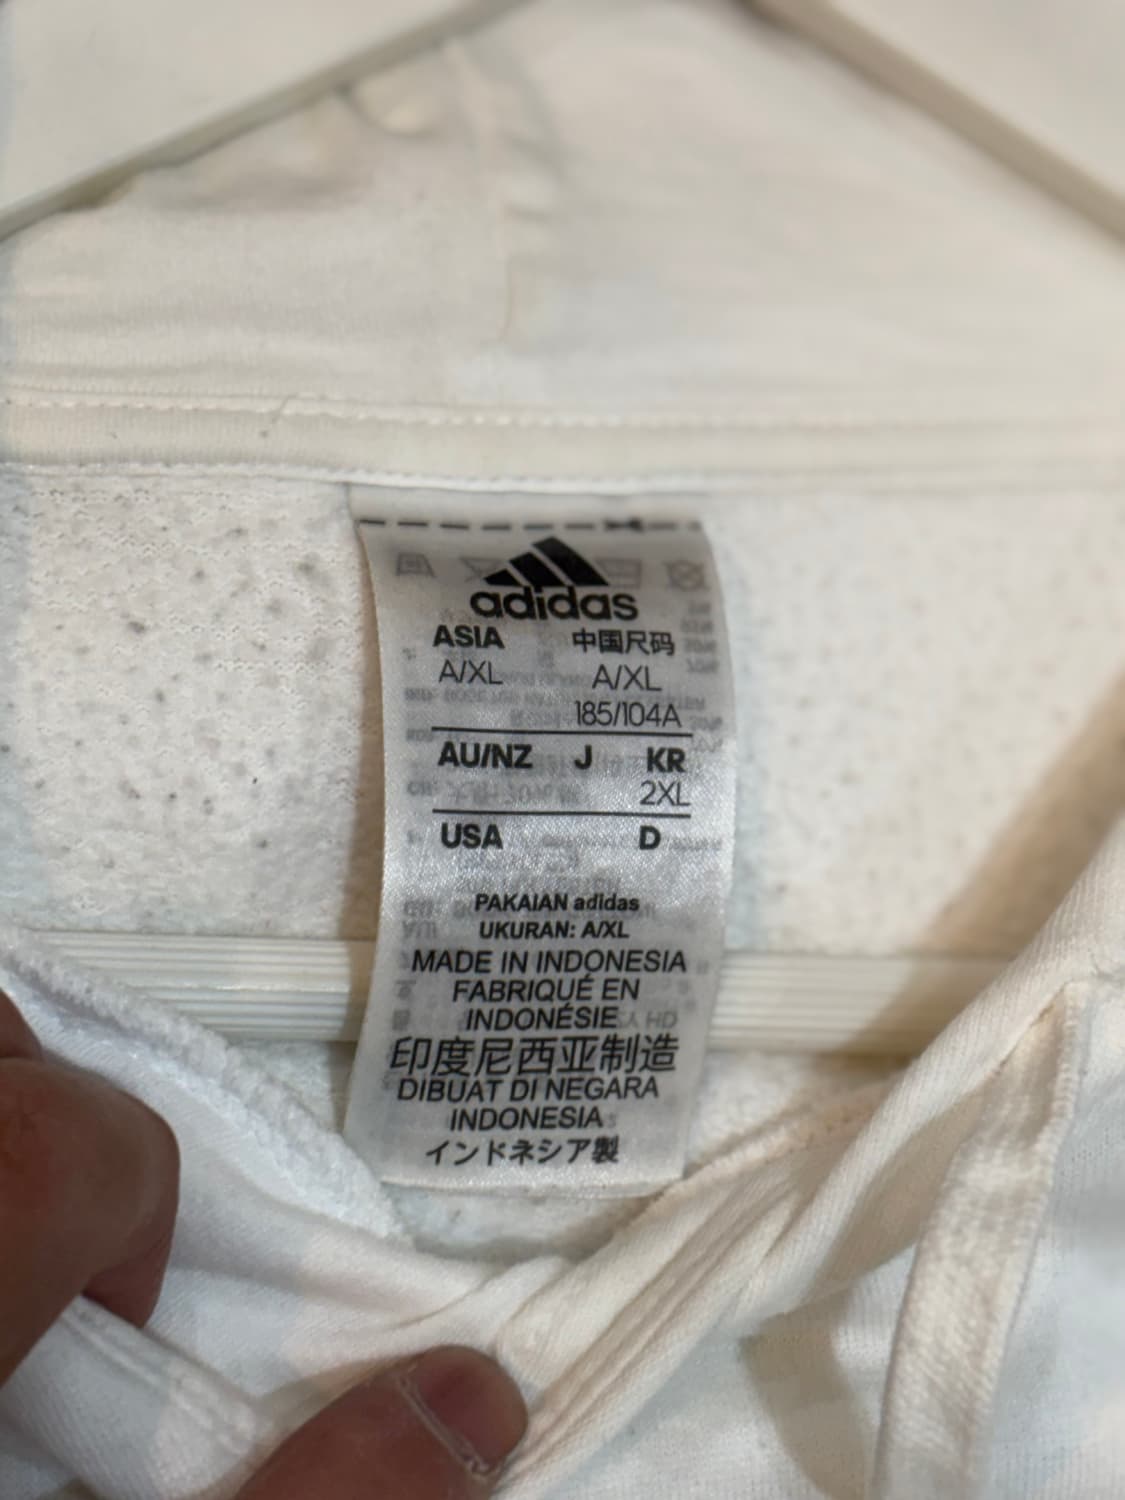 adidas
ASIA 中国尺码
A/XL A/XL
185/104A
AU/NZ J KR
2XL
USA D
PAKAIAN adidas
UKURAN: A/XL
MADE IN INDONESIA
FABRIQUÉ EN
INDONÉSIE
印度尼西亚制造
DIBUAT DI NEGARA
INDONESIA
インドネシア製